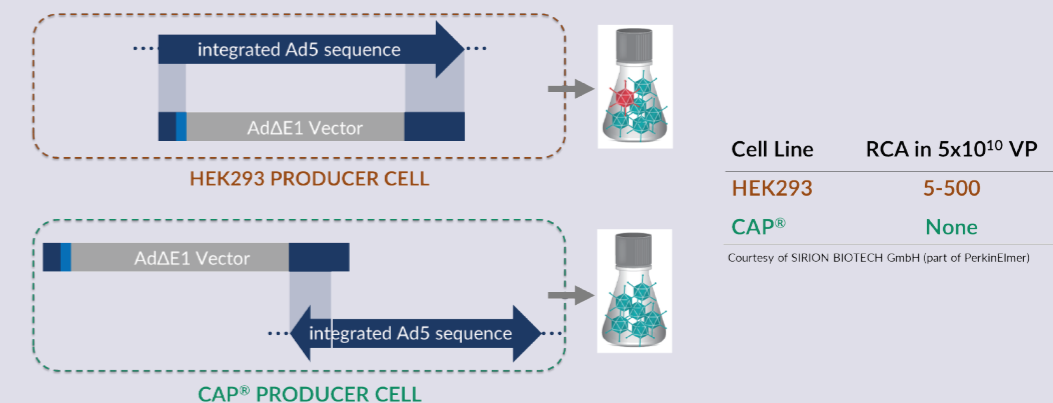 integrated Ad5 sequence
AdΔE1 Vector
HEK293 PRODUCER CELL
AdΔE1 Vector
integrated Ad5 sequence
CAP® PRODUCER CELL
Cell Line RCA in 5x10¹⁰ VP
HEK293 5-500
CAP® None
Courtesy of SIRION BIOTECH GmbH (part of PerkinElmer)